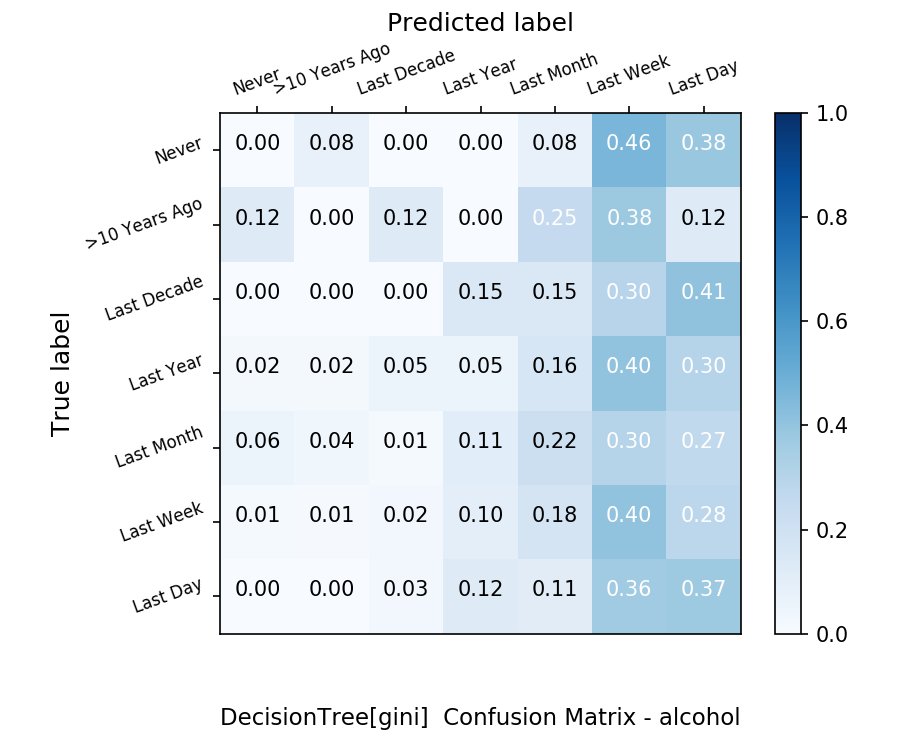 Predicted label
Never >10 Years Ago Last Decade Last Year Last Month Last Week Last Day
Never 0.00 0.08 0.00 0.00 0.08 0.46 0.38
>10 Years Ago 0.12 0.00 0.12 0.00 0.25 0.38 0.12
Last Decade 0.00 0.00 0.00 0.15 0.15 0.30 0.41
Last Year 0.02 0.02 0.05 0.05 0.16 0.40 0.30
Last Month 0.06 0.04 0.01 0.11 0.22 0.30 0.27
Last Week 0.01 0.01 0.02 0.10 0.18 0.40 0.28
Last Day 0.00 0.00 0.03 0.12 0.11 0.36 0.37
True label
1.0
0.8
0.6
0.4
0.2
0.0
DecisionTree[gini] Confusion Matrix - alcohol